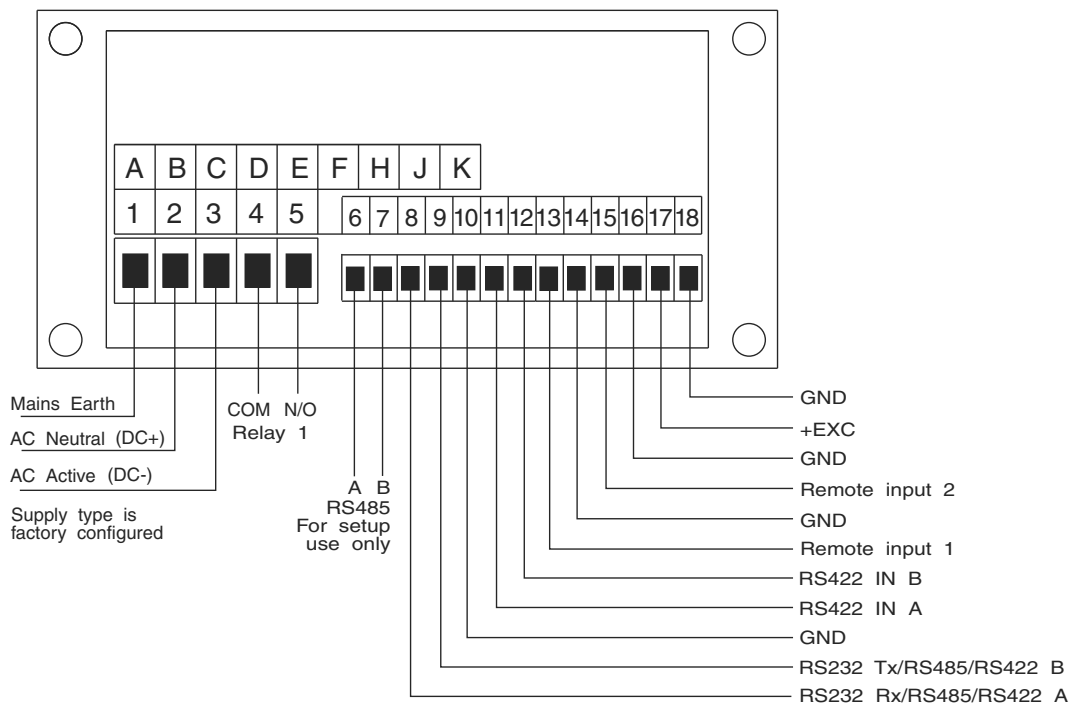 A B C D E F H J K
1 2 3 4 5 6 7 8 9 10 11 12 13 14 15 16 17 18
Mains Earth
AC Neutral (DC+)
AC Active (DC-)
Supply type is
factory configured
COM N/O
Relay 1
A B
RS485
For setup
use only
GND
+EXC
GND
Remote input 2
GND
Remote input 1
RS422 IN B
RS422 IN A
GND
RS232 Tx/RS485/RS422 B
RS232 Rx/RS485/RS422 A